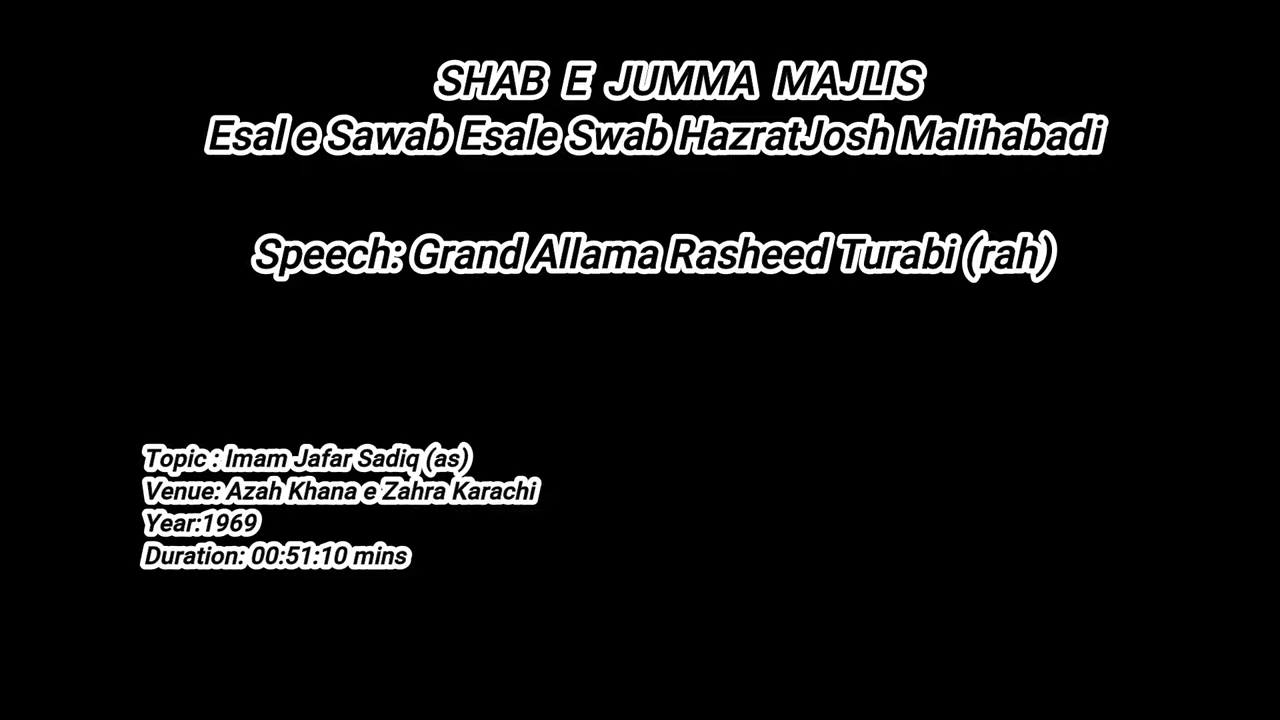 SHAB E JUMMA MAJLIS
Esal e Sawab Esale Swab HazratJosh Malihabadi
Speech: Grand Allama Rasheed Turabi (rah)
Topic : Imam Jafar Sadiq (as)
Venue: Azah Khana e Zahra Karachi
Year:1969
Duration: 00:51:10 mins